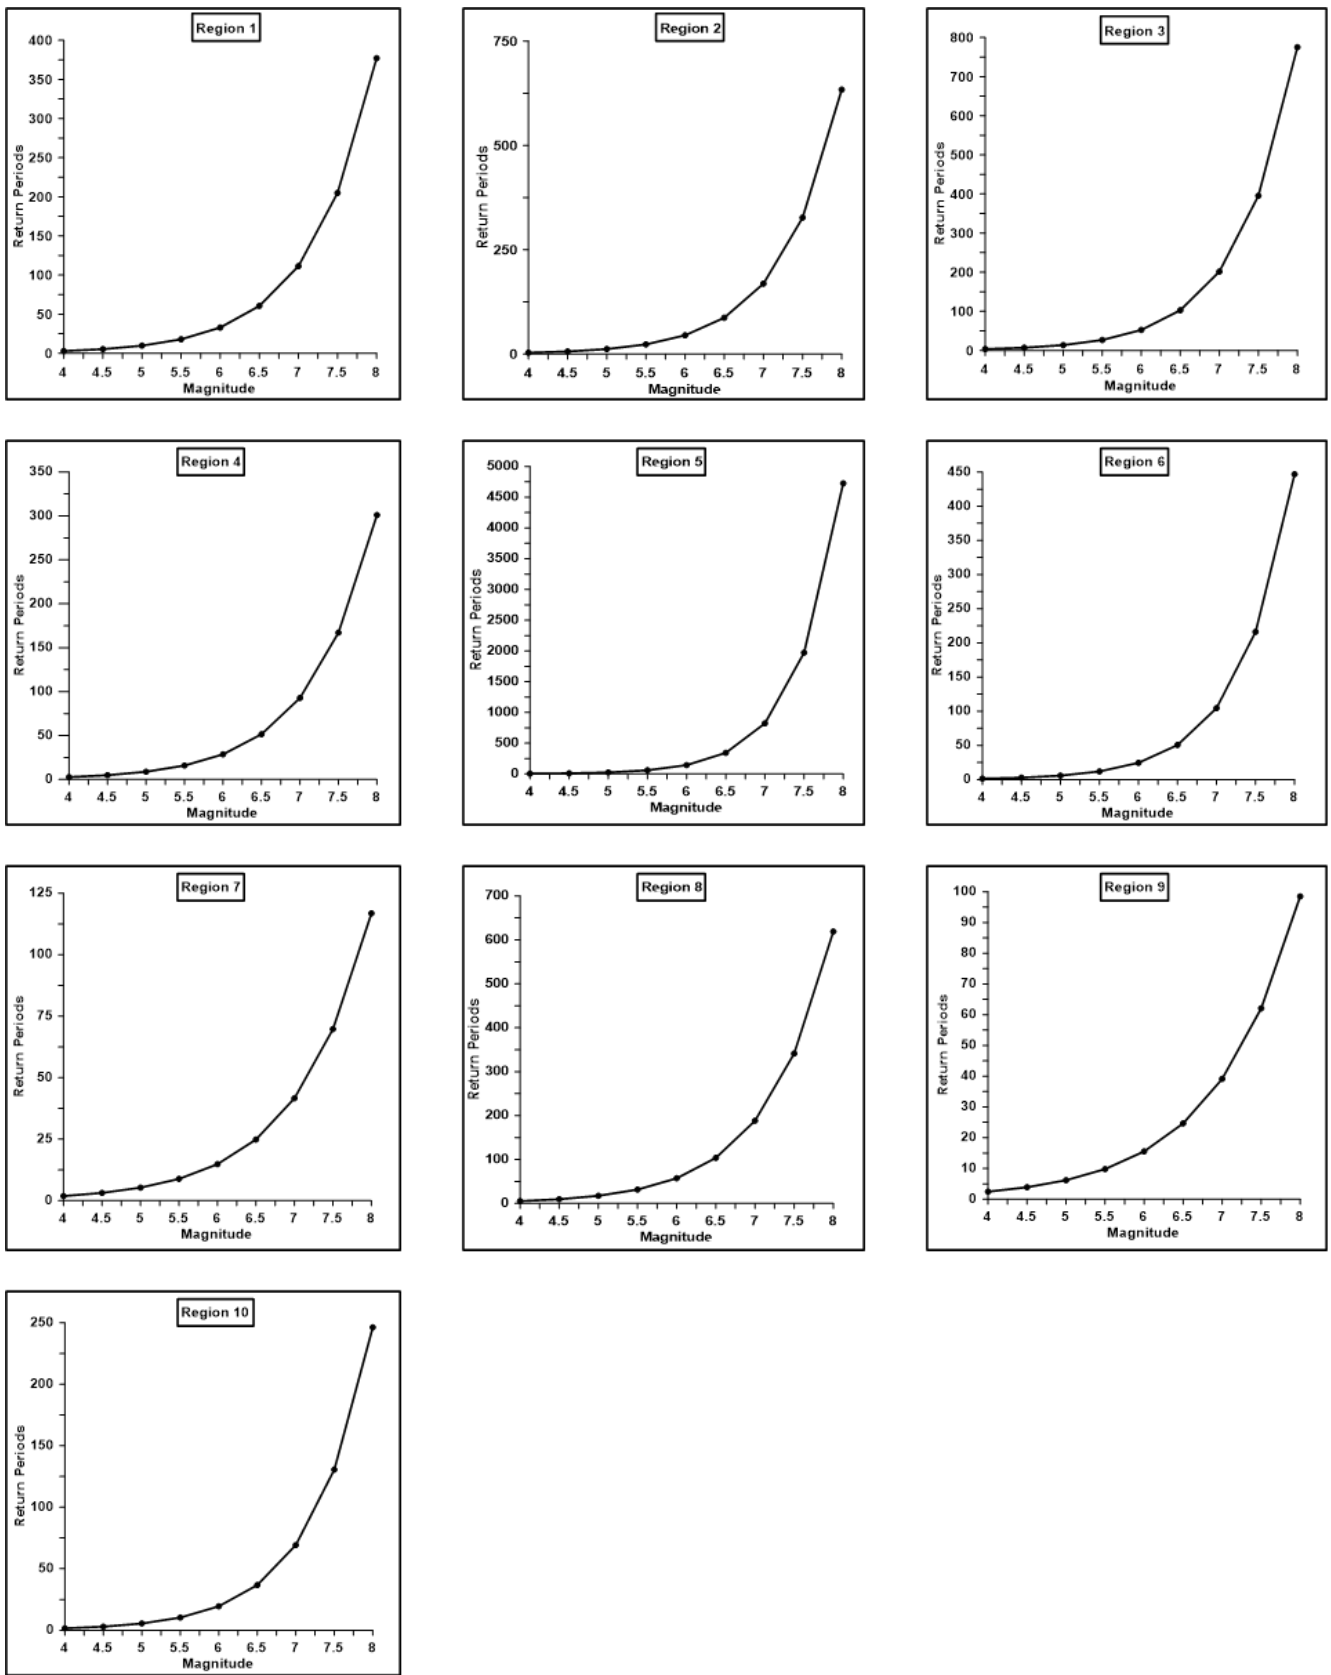 Region 1
400
350
300
250
200
150
100
50
0
Return Periods
4 4.5 5 5.5 6 6.5 7 7.5 8
Magnitude
Region 2
750
500
250
0
Return Periods
4 4.5 5 5.5 6 6.5 7 7.5 8
Magnitude
Region 3
800
700
600
500
400
300
200
100
0
Return Periods
4 4.5 5 5.5 6 6.5 7 7.5 8
Magnitude
Region 4
350
300
250
200
150
100
50
0
Return Periods
4 4.5 5 5.5 6 6.5 7 7.5 8
Magnitude
Region 5
5000
4500
4000
3500
3000
2500
2000
1500
1000
500
0
Return Periods
4 4.5 5 5.5 6 6.5 7 7.5 8
Magnitude
Region 6
450
400
350
300
250
200
150
100
50
0
Return Periods
4 4.5 5 5.5 6 6.5 7 7.5 8
Magnitude
Region 7
125
100
75
50
25
0
Return Periods
4 4.5 5 5.5 6 6.5 7 7.5 8
Magnitude
Region 8
700
600
500
400
300
200
100
0
Return Periods
4 4.5 5 5.5 6 6.5 7 7.5 8
Magnitude
Region 9
100
90
80
70
60
50
40
30
20
10
0
Return Periods
4 4.5 5 5.5 6 6.5 7 7.5 8
Magnitude
Region 10
250
200
150
100
50
0
Return Periods
4 4.5 5 5.5 6 6.5 7 7.5 8
Magnitude